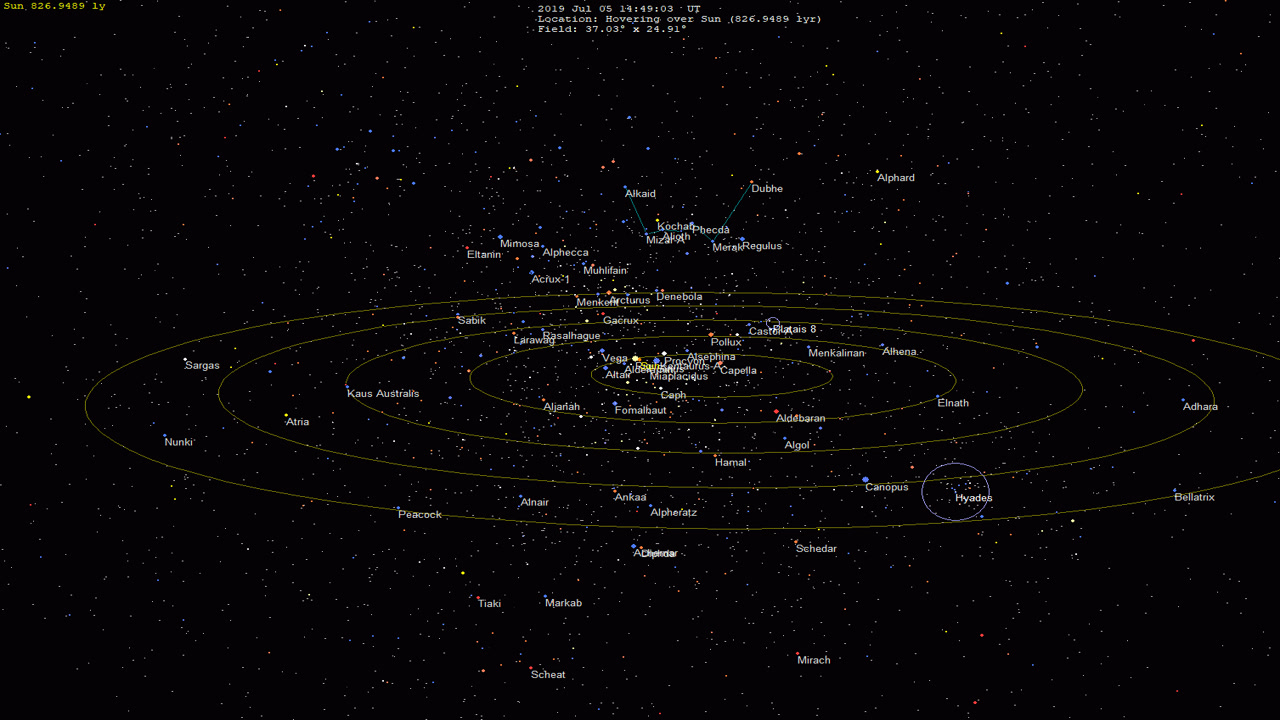 Sun 826.9489 ly
2019 Jul 05 14:49:03 UT
Location: Hovering over Sun (826.9489 lyr)
Field: 37.03° x 24.91°
Alphard
Dubhe
Alkaid
Kochab
Phecda
Alioth
Mizar A
Merak
Regulus
Mimosa
Eltanin
Alphecca
Muhlifain
Acrux-1
Denebola
Menkent
Arcturus
Gacrux
Sabik
Platais 8
Castor A
Rasalhague
Larawag
Pollux
Menkalinan
Alhena
Vega
Alsephina
Procyon
Sargas
Altair
Capella
Miaplacidus
Caph
Kaus Australis
Elnath
Aljanah
Fomalhaut
Adhara
Aldebaran
Atria
Nunki
Algol
Hamal
Canopus
Hyades
Bellatrix
Ankaa
Alnair
Alpheratz
Peacock
Schedar
Tiaki
Markab
Mirach
Scheat